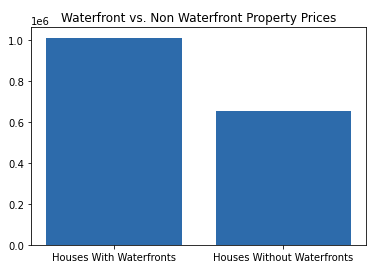 Waterfront vs. Non Waterfront Property Prices
1e6
1.0
0.8
0.6
0.4
0.2
0.0
Houses With Waterfronts
Houses Without Waterfronts